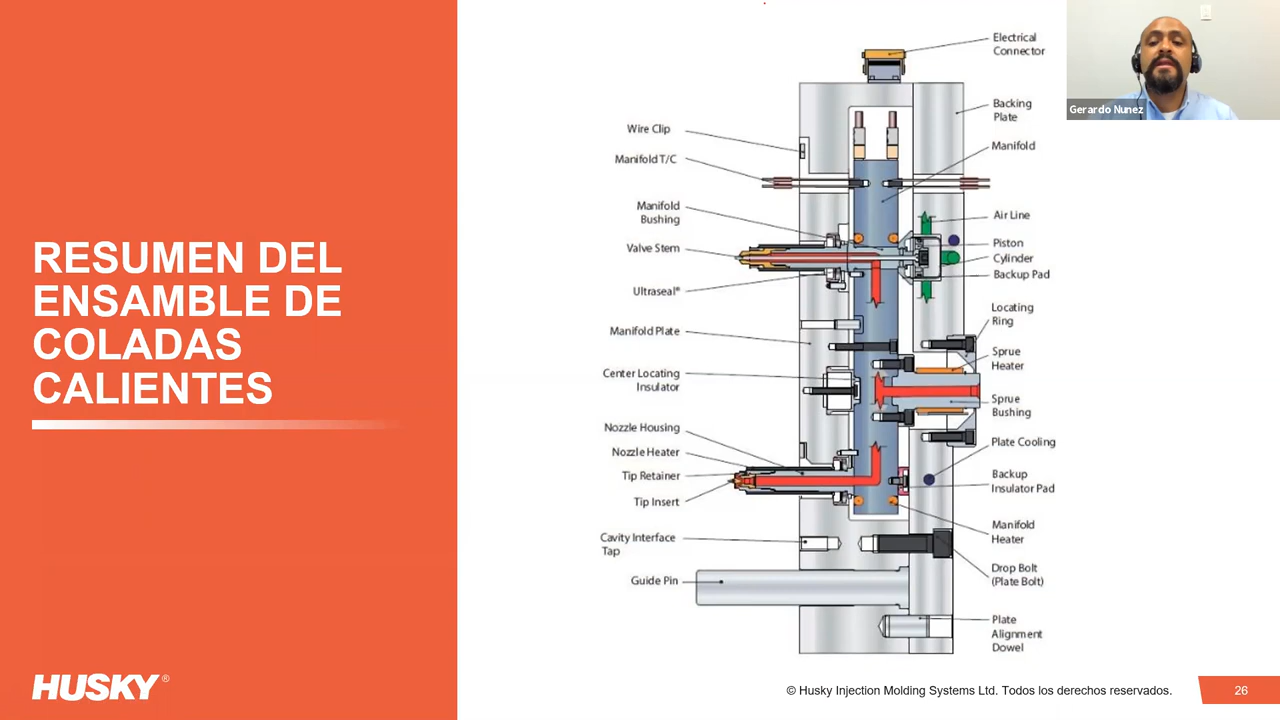 RESUMEN DEL
ENSAMBLE DE
COLADAS
CALIENTES
HUSKY®
Wire Clip
Manifold T/C
Manifold
Bushing
Valve Stem
Ultraseal®
Manifold Plate
Center Locating
Insulator
Nozzle Housing
Nozzle Heater
Tip Retainer
Tip Insert
Cavity Interface
Tap
Guide Pin
Electrical
Connector
Backing
Plate
Manifold
Air Line
Piston
Cylinder
Backup Pad
Locating
Ring
Sprue
Heater
Sprue
Bushing
Plate Cooling
Backup
Insulator Pad
Manifold
Heater
Drop Bolt
(Plate Bolt)
Plate
Alignment
Dowel
Gerardo Nunez
© Husky Injection Molding Systems Ltd. Todos los derechos reservados.
26